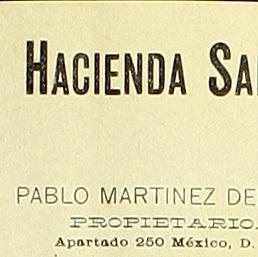 HACIENDA SA
PABLO MARTINEZ DE
PROPIETARIO.
Apartado 250 México, D.